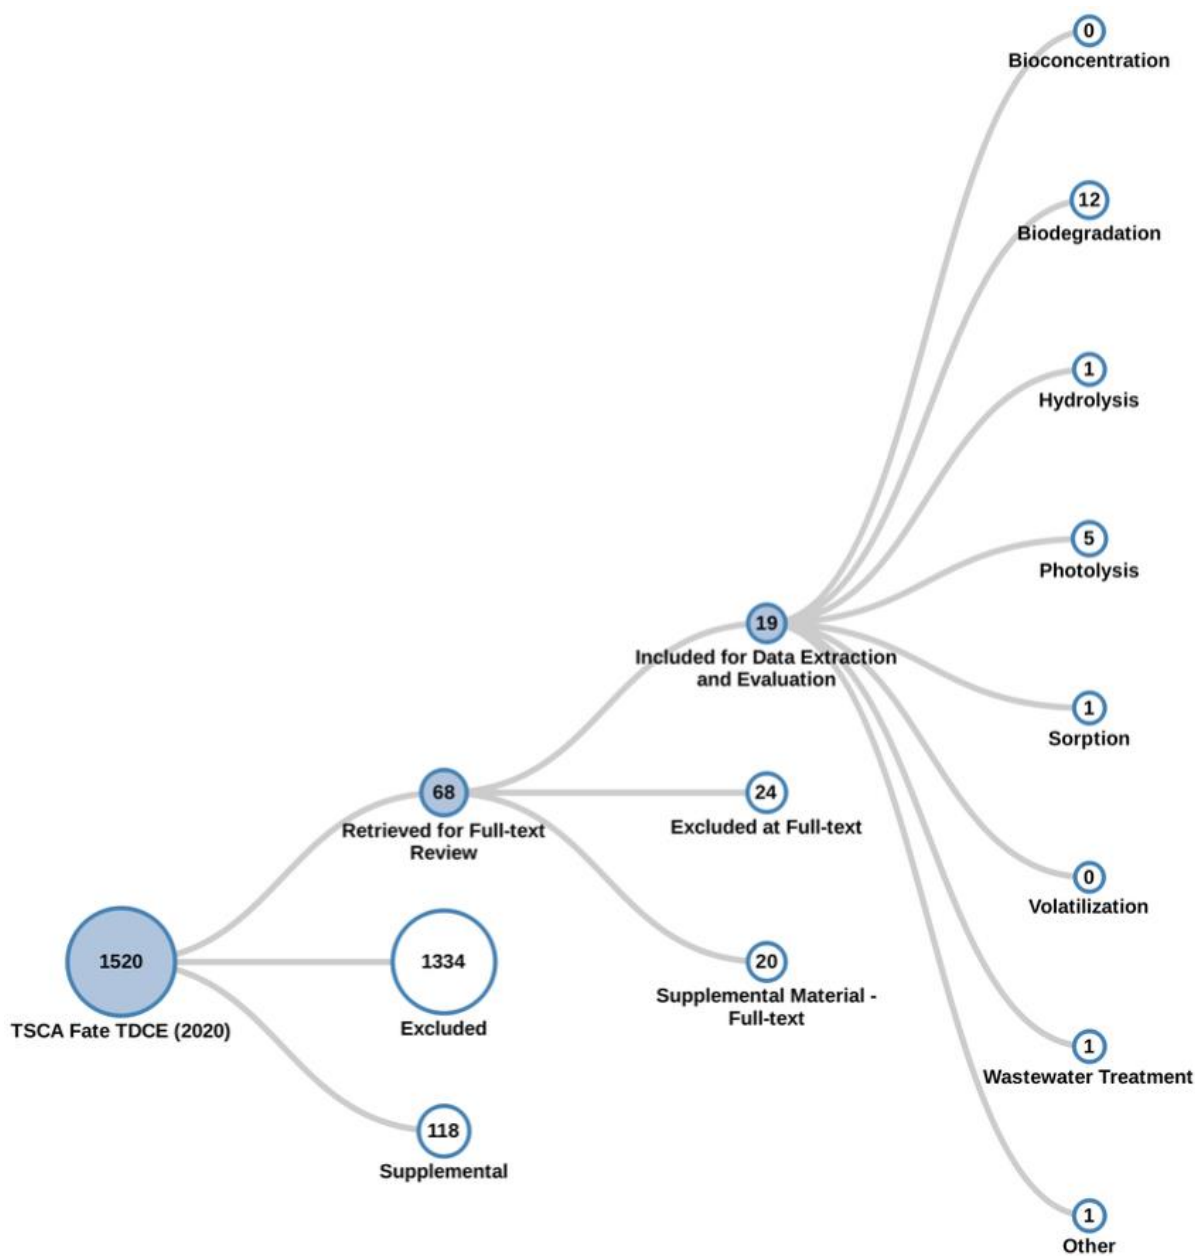 0
Bioconcentration
12
Biodegradation
1
Hydrolysis
5
Photolysis
19
Included for Data Extraction
and Evaluation
1
Sorption
68
Retrieved for Full-text
Review
24
Excluded at Full-text
0
Volatilization
1520
TSCA Fate TDCE (2020)
1334
Excluded
20
Supplemental Material -
Full-text
1
Wastewater Treatment
118
Supplemental
1
Other